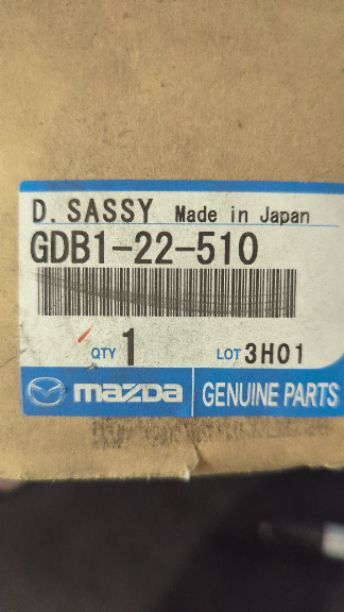 D. SASSY Made in Japan
GDB1-22-510
QTY 1 LOT 3H01
mazda GENUINE PARTS